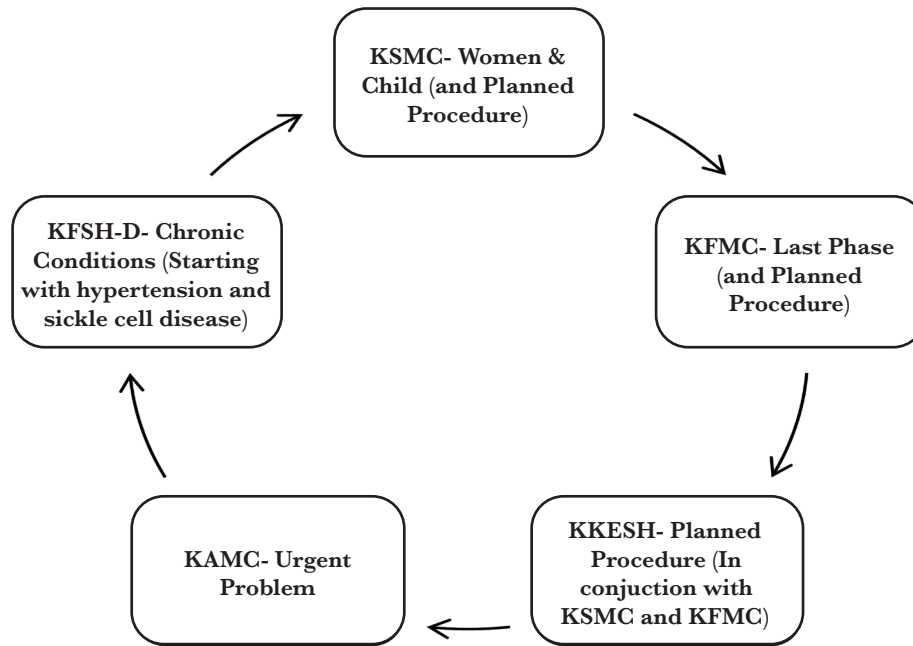 KSMC- Women &
Child (and Planned
Procedure)
KFMC- Last Phase
(and Planned
Procedure)
KKESH- Planned
Procedure (In
conjuction with
KSMC and KFMC)
KAMC- Urgent
Problem
KFSH-D- Chronic
Conditions (Starting
with hypertension and
sickle cell disease)